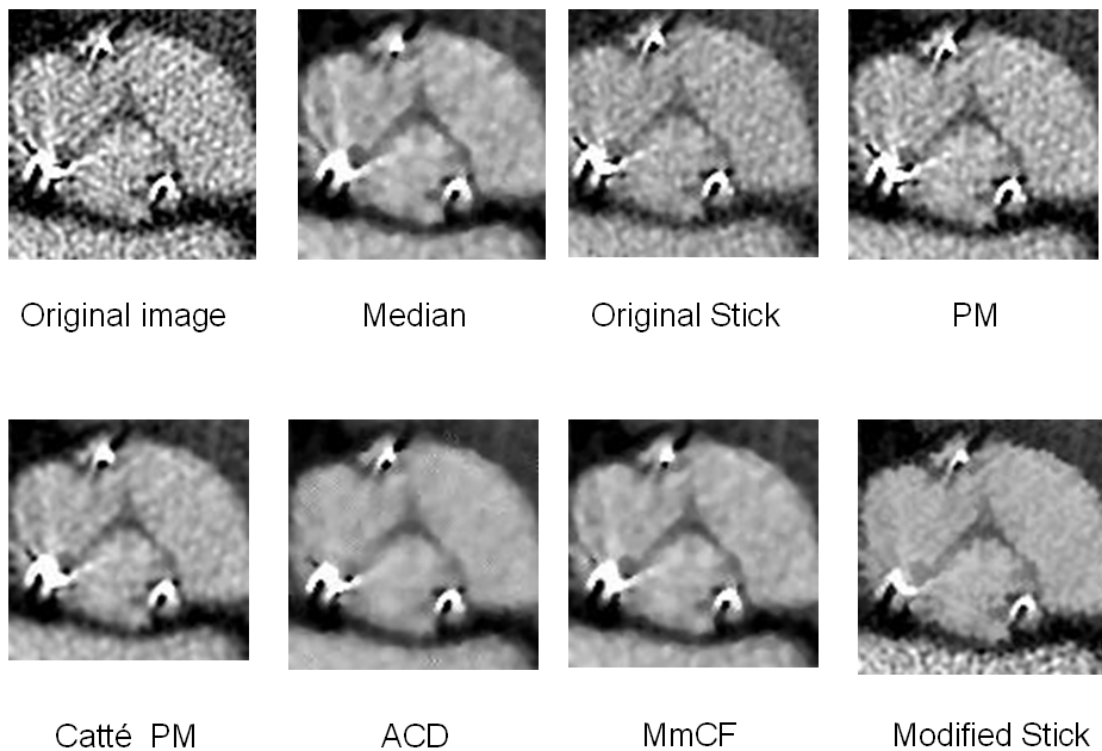 Original image
Median
Original Stick
PM
Catté PM
ACD
MmCF
Modified Stick